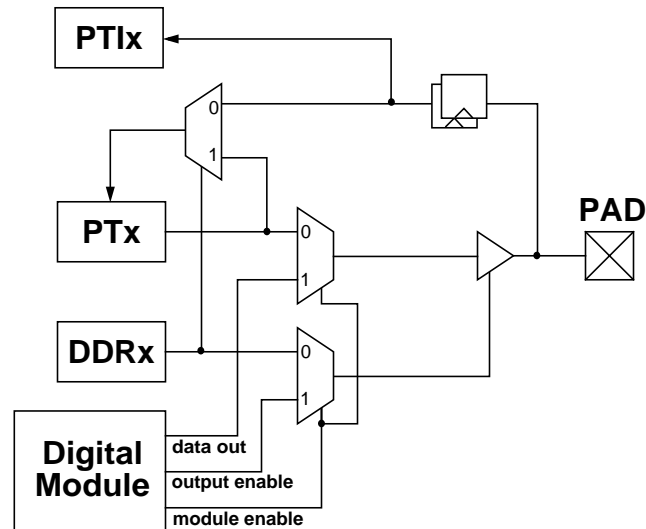 PTIx
0
1
PTx
PAD
0
1
DDRx
0
1
Digital
Module
data out
output enable
module enable